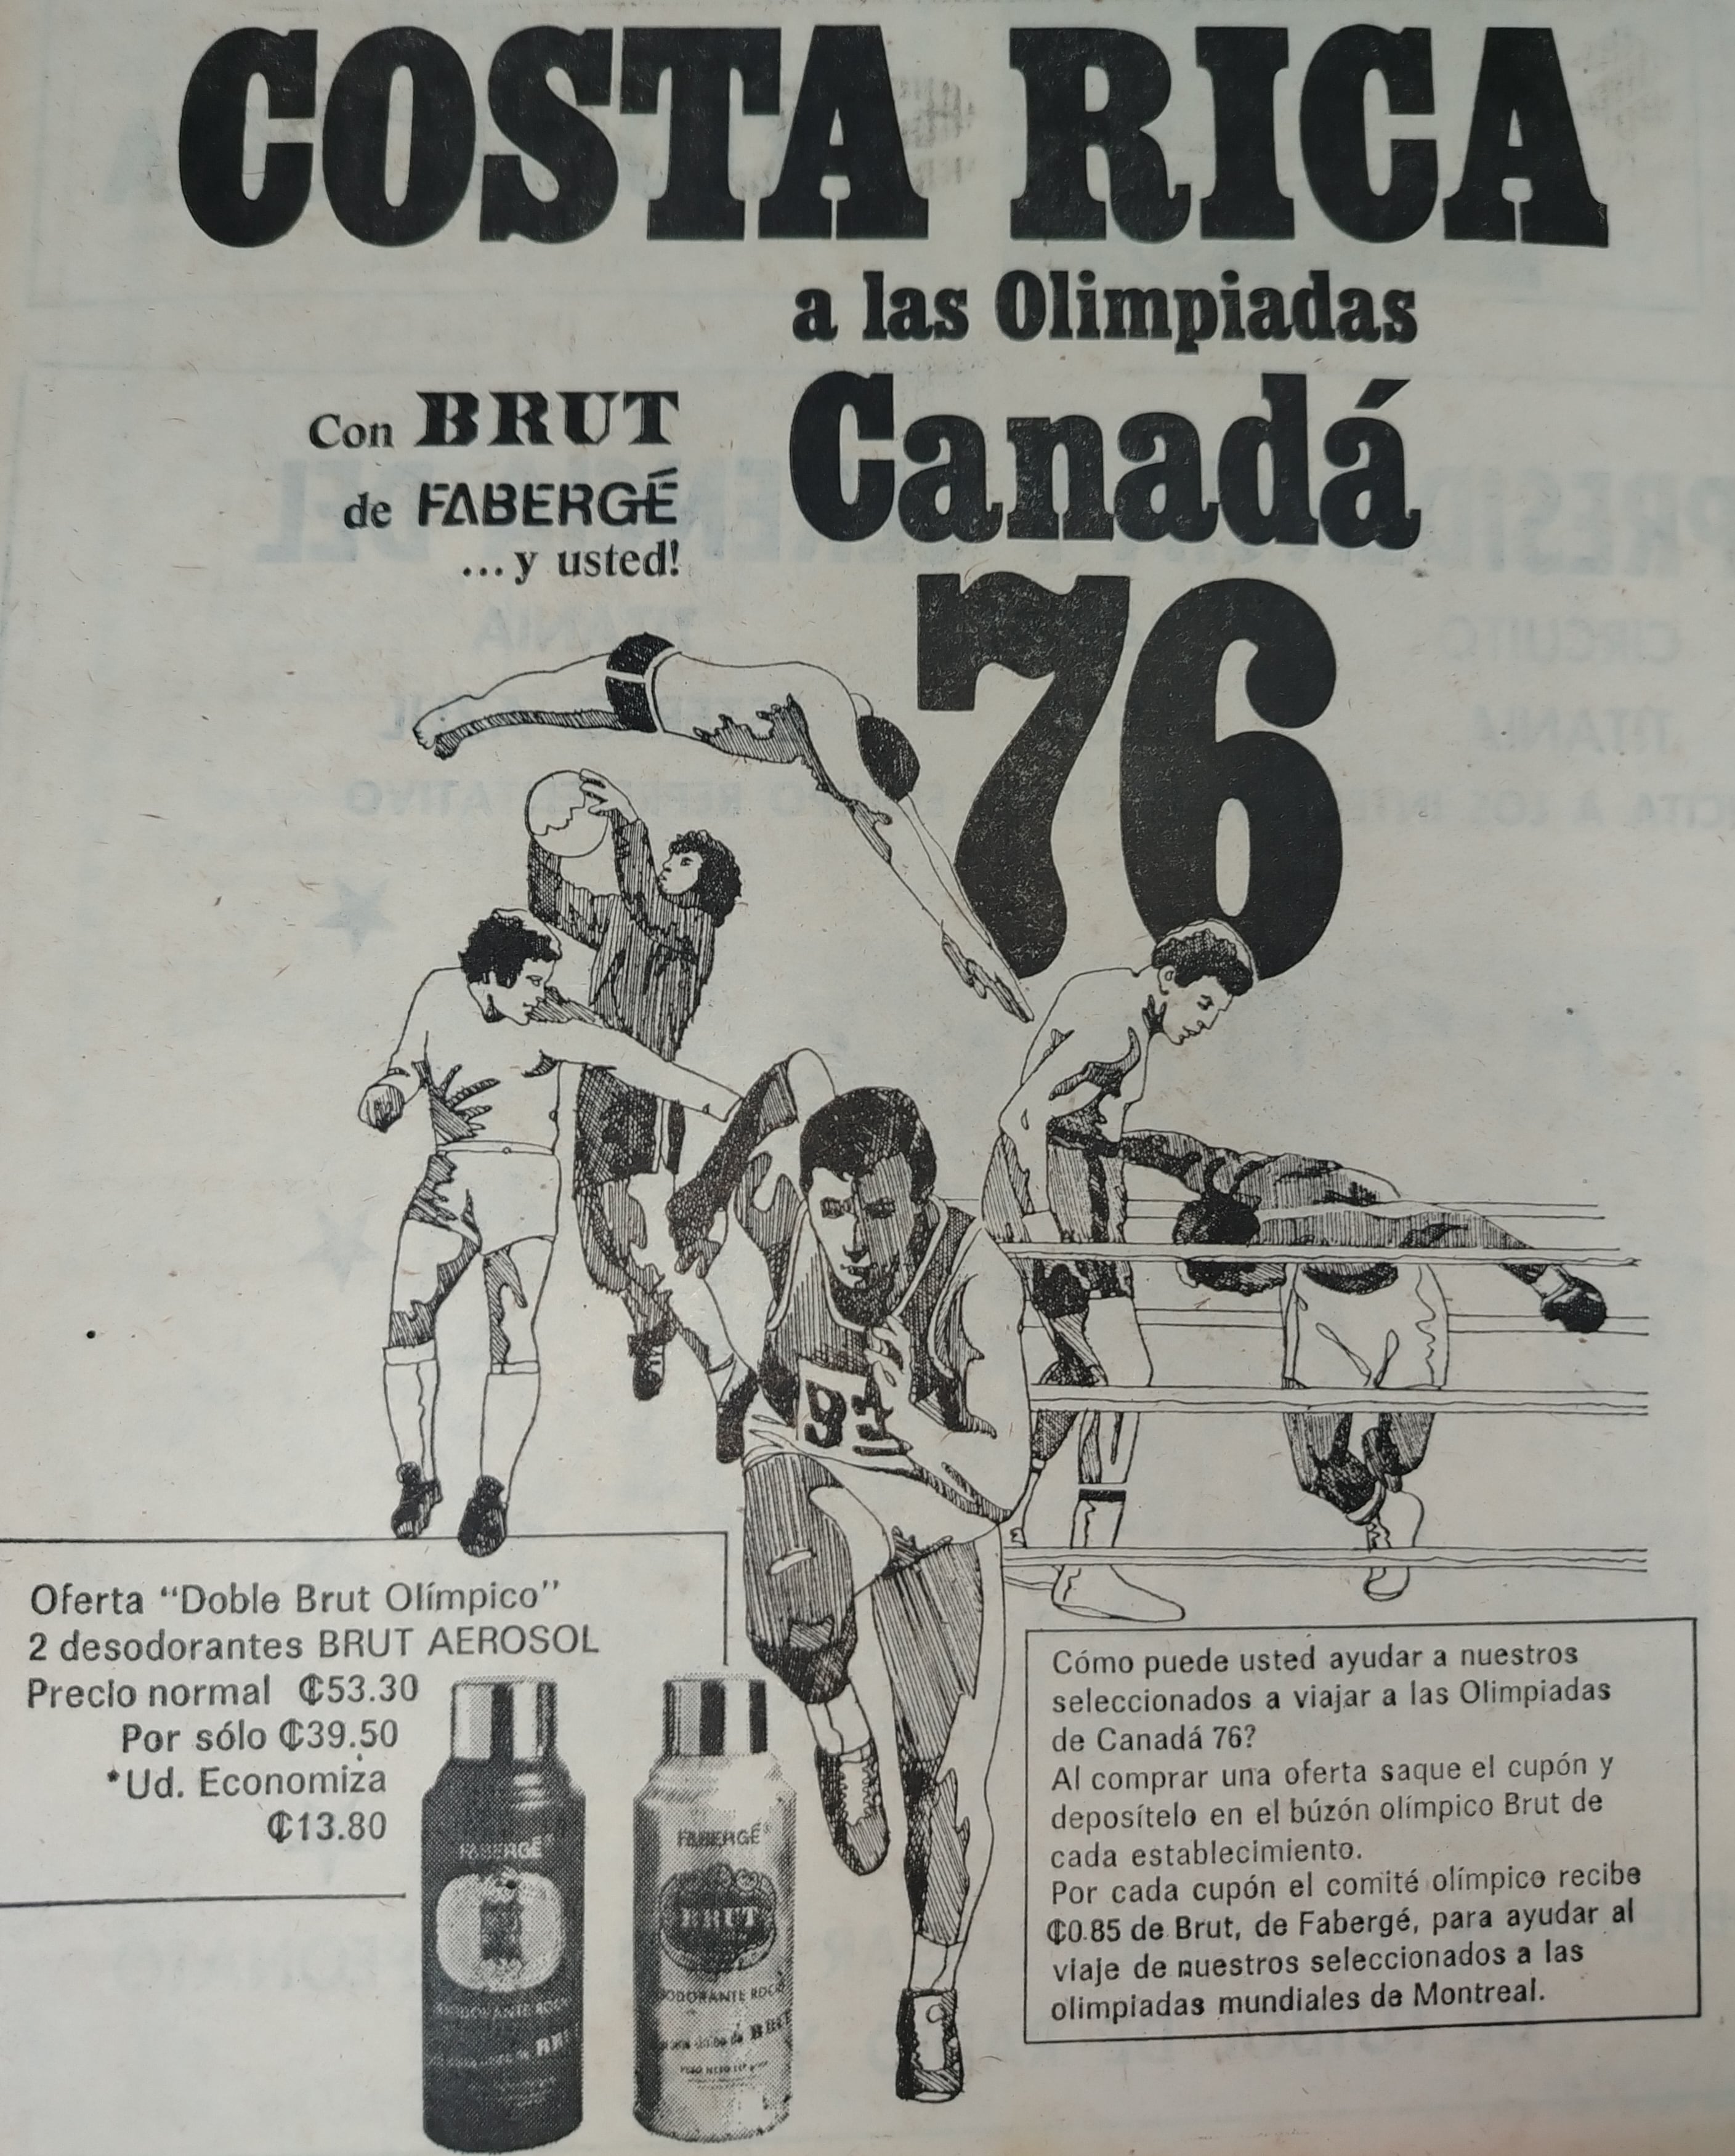 COSTA RICA
a las Olimpiadas
Canadá
76
Con BRUT
de FABERGÉ
...y usted!
9
Oferta “Doble Brut Olímpico”
2 desodorantes BRUT AEROSOL
Precio normal ₡53.30
Por sólo ₡39.50
*Ud. Economiza
₡13.80
FABERGÉ
FABERGÉ
BRUT
Cómo puede usted ayudar a nuestros
seleccionados a viajar a las Olimpiadas
de Canadá 76?
Al comprar una oferta saque el cupón y
deposítelo en el búzón olímpico Brut de
cada establecimiento.
Por cada cupón el comité olímpico recibe
₡0.85 de Brut, de Fabergé, para ayudar al
viaje de nuestros seleccionados a las
olimpiadas mundiales de Montreal.